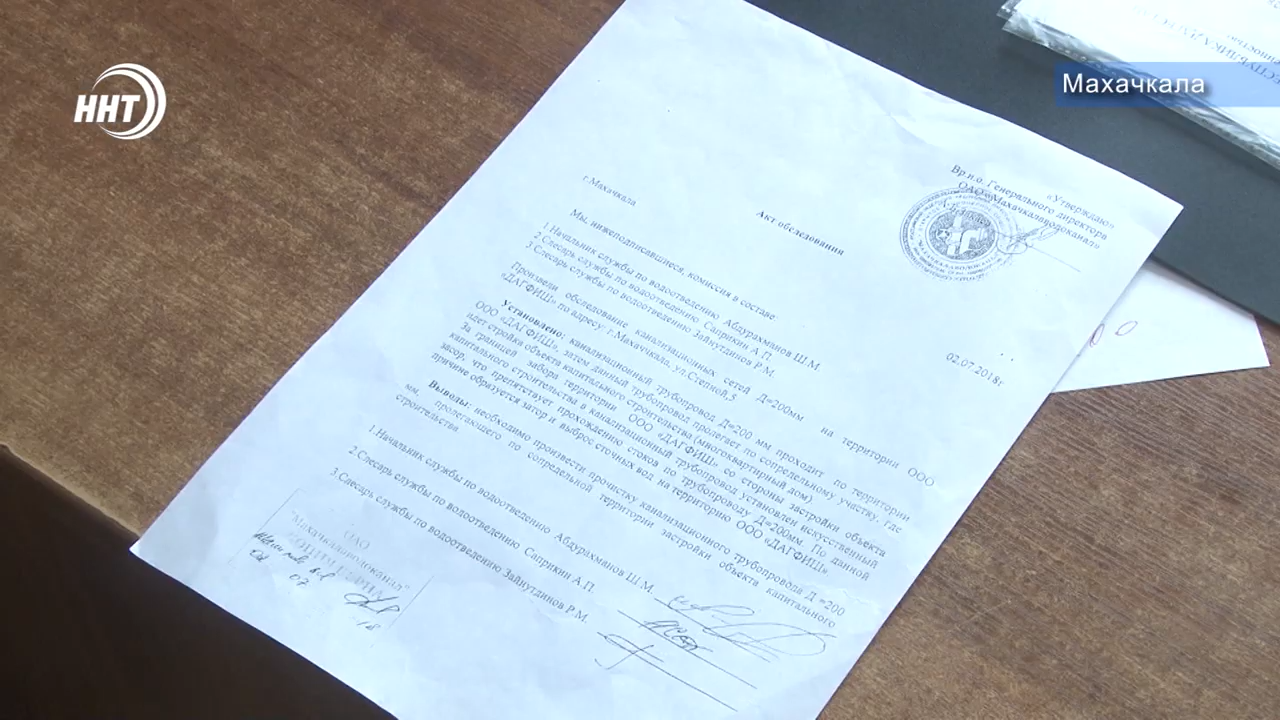 ННТ
Махачкала
«Утверждаю»
Вр.и.о. Генерального директора
ОАО «Махачкалаводоканал»
г.Махачкала
02.07.2018г
Акт обследования
Мы, нижеподписавшиеся, комиссия в составе
1.Начальник службы по водоотведению Абдурахманов Ш.М.
2.Слесарь службы по водоотведению Саприкин А.П.
3.Слесарь службы по водоотведению Зайнутдинов Р.М.
Произвели обследование канализационных сетей Д=200мм на территории ООО
«ДАГФИШ» по адресу: г.Махачкала, ул.Степной,5
Установлено: канализационный трубопровод Д=200 мм проходит по территории
ООО «ДАГФИШ», затем данный трубопровод пролегает по сопредельному участку, где
идет стройка объекта капитального строительства (многоквартирный дом)
За границей забора территории ООО «ДАГФИШ» со стороны застройки объекта
капитального строительства в канализационный трубопровод установлен искусственный
засор, что препятствует прохождению стоков по трубопроводу Д=200мм. По данной
причине образуется затор и выброс сточных вод на территорию ООО «ДАГФИШ».
Выводы: необходимо произвести прочистку канализационного трубопровода Д =200
мм, пролегающего по сопредельной территории застройки объекта капитального
строительства
1.Начальник службы по водоотведению Абдурахманов Ш.М.
2.Слесарь службы по водоотведению Саприкин А.П.
3.Слесарь службы по водоотведению Зайнутдинов Р.М.
ОАО
"Махачкалаводоканал"